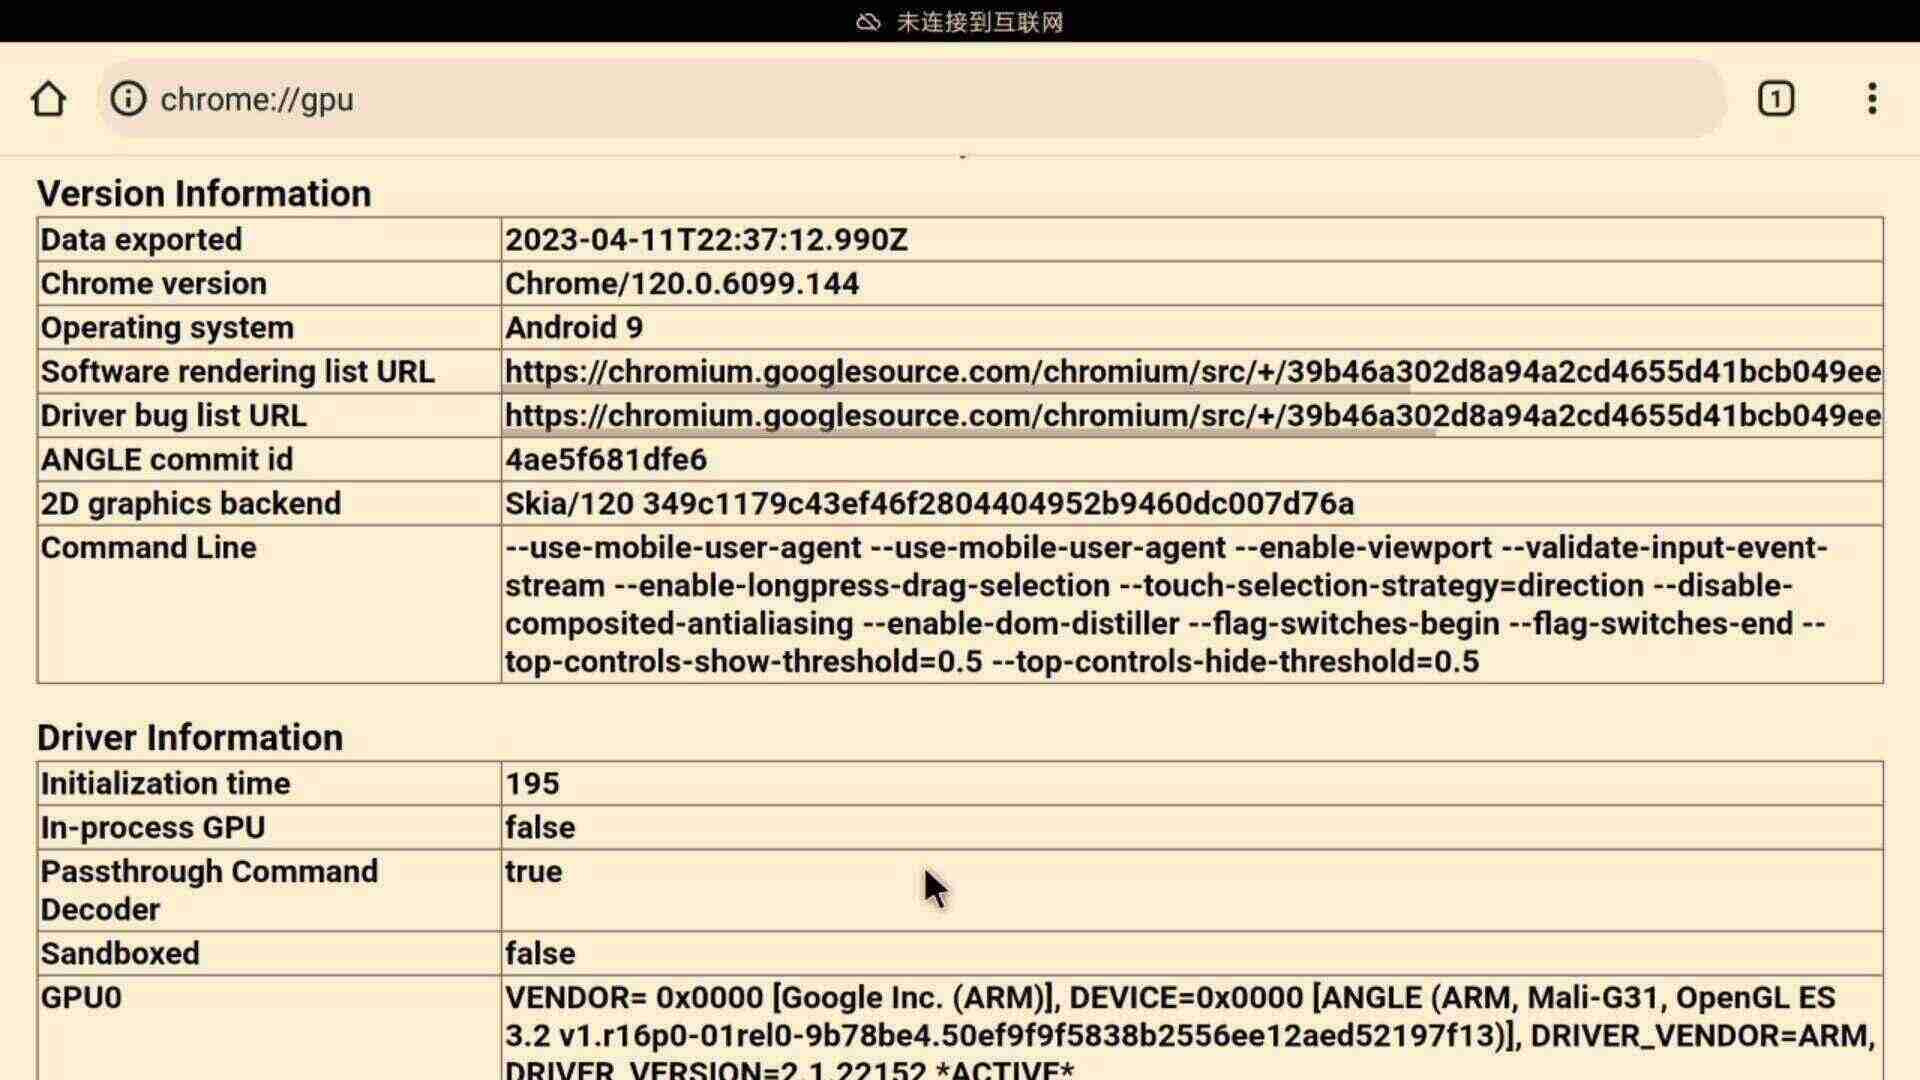 未连接到互联网
chrome://gpu
1
Version Information
Data exported 2023-04-11T22:37:12.990Z
Chrome version Chrome/120.0.6099.144
Operating system Android 9
Software rendering list URL https://chromium.googlesource.com/chromium/src/+/39b46a302d8a94a2cd4655d41bcb049ee
Driver bug list URL https://chromium.googlesource.com/chromium/src/+/39b46a302d8a94a2cd4655d41bcb049ee
ANGLE commit id 4ae5f681dfe6
2D graphics backend Skia/120 349c1179c43ef46f2804404952b9460dc007d76a
Command Line --use-mobile-user-agent --use-mobile-user-agent --enable-viewport --validate-input-event-
stream --enable-longpress-drag-selection --touch-selection-strategy=direction --disable-
composited-antialiasing --enable-dom-distiller --flag-switches-begin --flag-switches-end --
top-controls-show-threshold=0.5 --top-controls-hide-threshold=0.5
Driver Information
Initialization time 195
In-process GPU false
Passthrough Command true
Decoder
Sandboxed false
GPU0 VENDOR= 0x0000 [Google Inc. (ARM)], DEVICE=0x0000 [ANGLE (ARM, Mali-G31, OpenGL ES
3.2 v1.r16p0-01rel0-9b78be4.50ef9f9f5838b2556ee12aed52197f13)], DRIVER_VENDOR=ARM,
DRIVER_VERSION=2.1.22152 *ACTIVE*